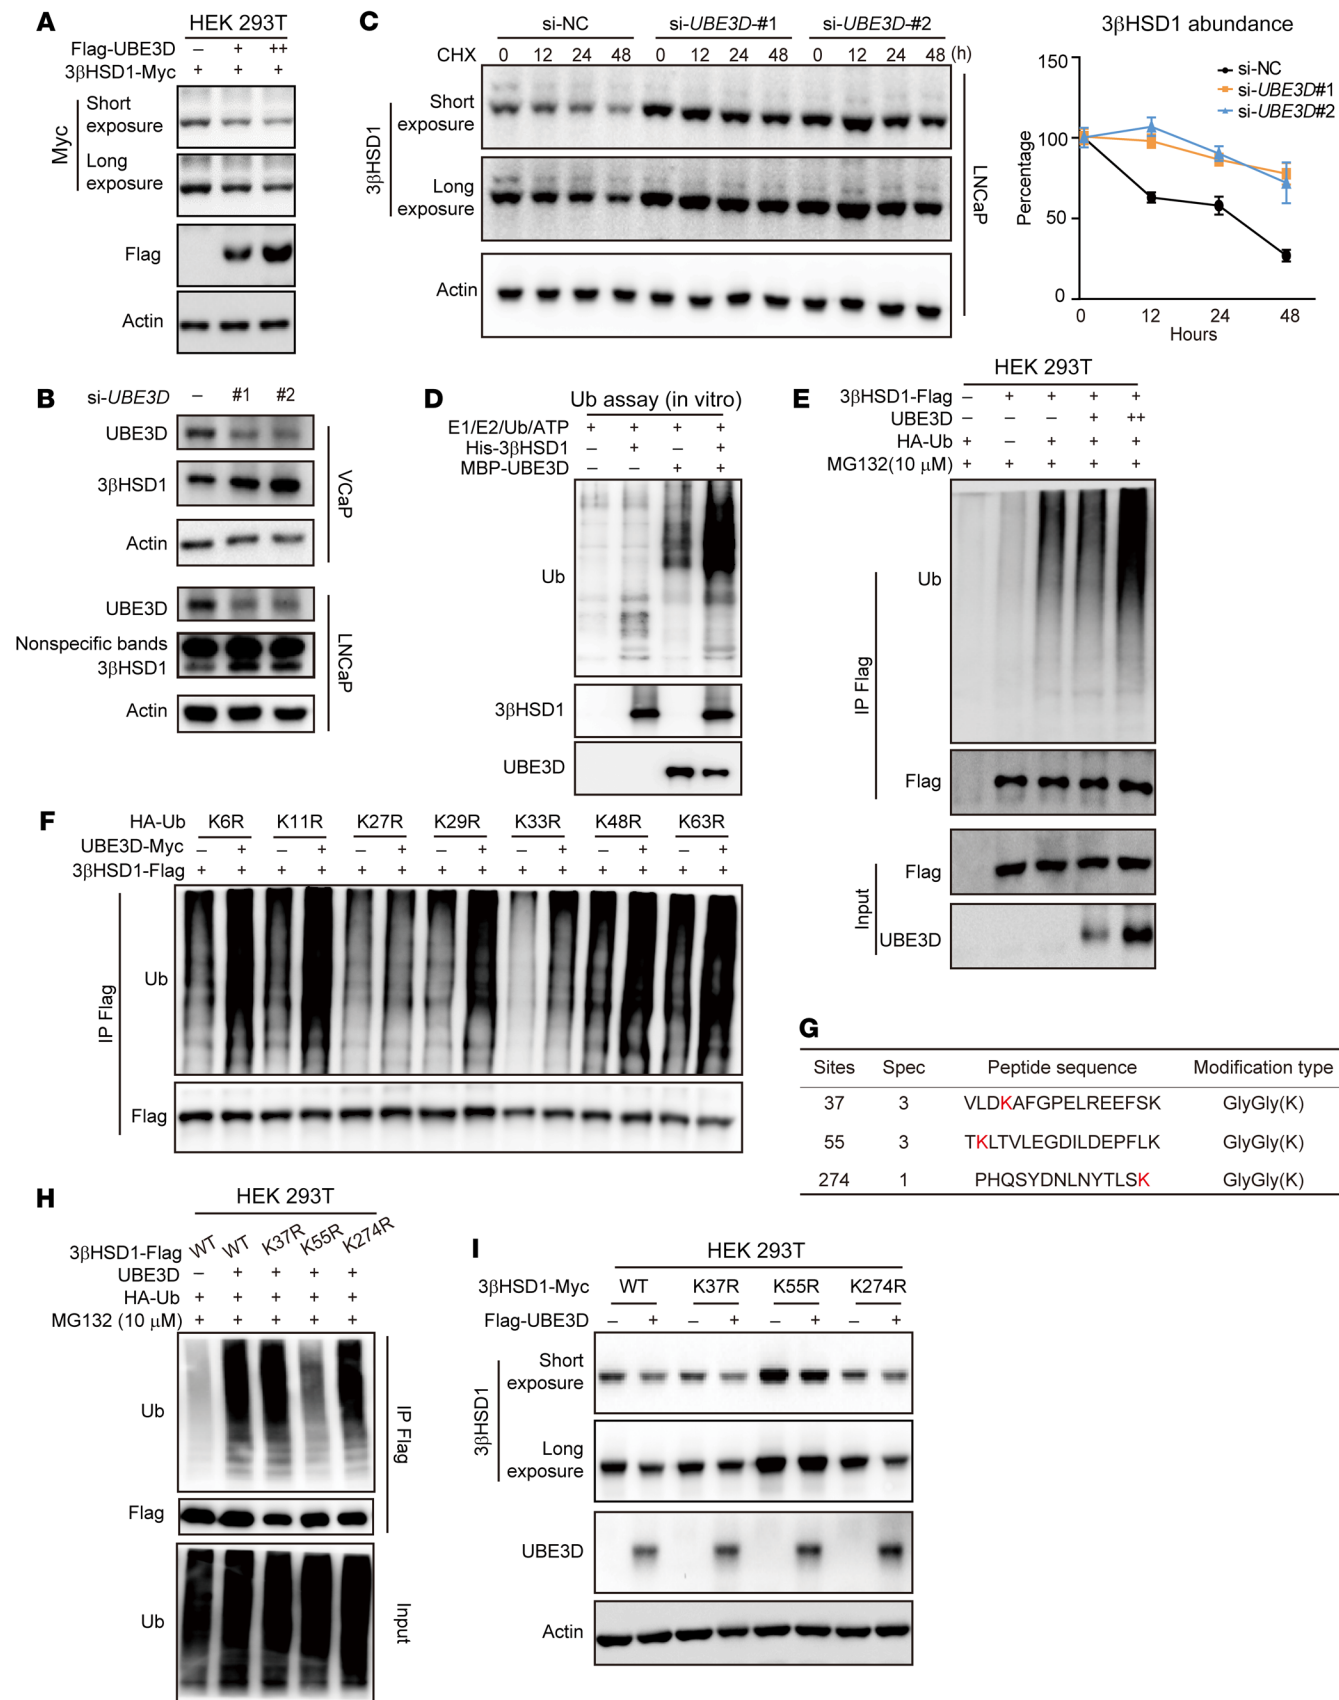 A
HEK 293T
Flag-UBE3D – + ++
3βHSD1-Myc + + +
Myc
Short exposure
Long exposure
Flag
Actin
B
si-UBE3D – #1 #2
UBE3D
3βHSD1
Actin
VCaP
UBE3D
Nonspecific bands
3βHSD1
Actin
LNCaP
C
si-NC si-UBE3D-#1 si-UBE3D-#2
CHX 0 12 24 48 0 12 24 48 0 12 24 48 (h)
3βHSD1
Short exposure
Long exposure
Actin
LNCaP
3βHSD1 abundance
si-NC
si-UBE3D#1
si-UBE3D#2
Percentage
150
100
50
0
0 12 24 48
Hours
D
Ub assay (in vitro)
E1/E2/Ub/ATP + + + +
His-3βHSD1 – + – +
MBP-UBE3D – – + +
Ub
3βHSD1
UBE3D
E
HEK 293T
3βHSD1-Flag – + + + +
UBE3D – – – + ++
HA-Ub + – + + +
MG132(10 μM) + + + + +
IP Flag
Ub
Flag
Input
Flag
UBE3D
F
HA-Ub K6R K11R K27R K29R K33R K48R K63R
UBE3D-Myc – + – + – + – + – + – + – +
3βHSD1-Flag + + + + + + + + + + + + + +
IP Flag
Ub
Flag
G
Sites Spec Peptide sequence Modification type
37 3 VLDKAFGPELREEFSK GlyGly(K)
55 3 TKLTVLEGDILDEPFLK GlyGly(K)
274 1 PHQSYDNLNYTLSK GlyGly(K)
H
HEK 293T
3βHSD1-Flag WT WT K37R K55R K274R
UBE3D – + + + +
HA-Ub + + + + +
MG132 (10 μM) + + + + +
Ub
Flag
IP Flag
Ub
Input
I
HEK 293T
3βHSD1-Myc WT K37R K55R K274R
Flag-UBE3D – + – + – + – +
3βHSD1
Short exposure
Long exposure
UBE3D
Actin